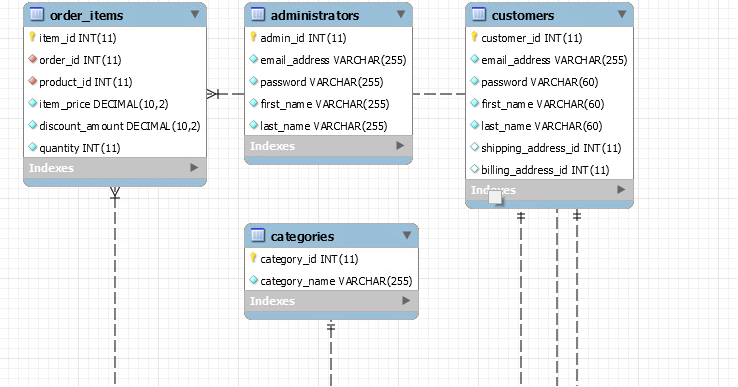 order_items
item_id INT(11)
order_id INT(11)
product_id INT(11)
item_price DECIMAL(10,2)
discount_amount DECIMAL(10,2)
quantity INT(11)
Indexes
administrators
admin_id INT(11)
email_address VARCHAR(255)
password VARCHAR(255)
first_name VARCHAR(255)
last_name VARCHAR(255)
Indexes
customers
customer_id INT(11)
email_address VARCHAR(255)
password VARCHAR(60)
first_name VARCHAR(60)
last_name VARCHAR(60)
shipping_address_id INT(11)
billing_address_id INT(11)
Indexes
categories
category_id INT(11)
category_name VARCHAR(255)
Indexes